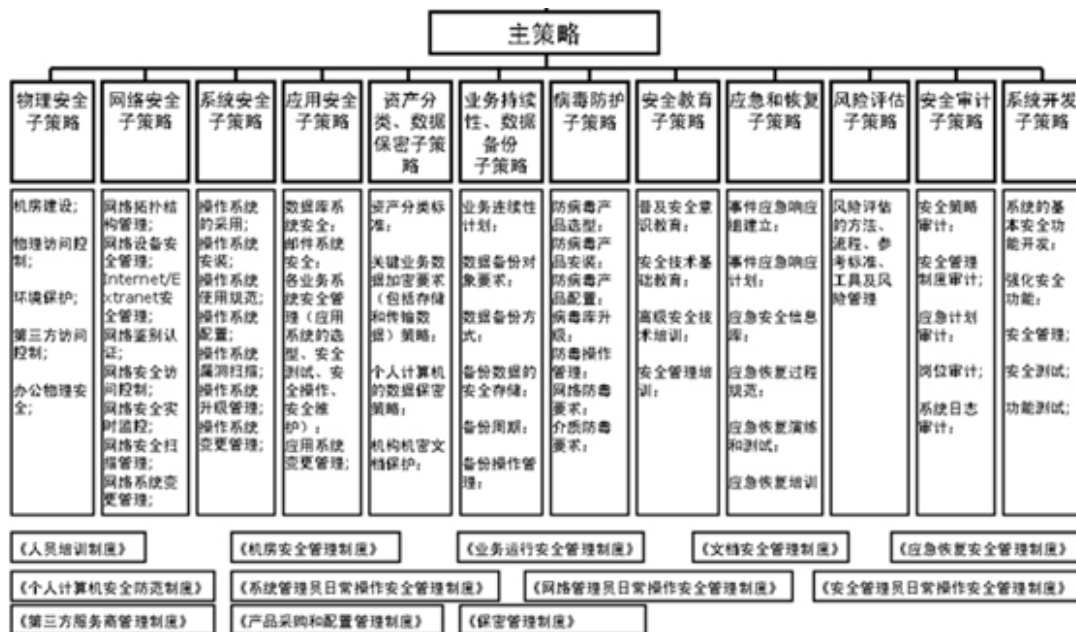 主策略
物理安全
子策略
网络安全
子策略
系统安全
子策略
应用安全
子策略
资产分
类、数据
保密子策
略
业务持续
性、数据
备份
子策略
病毒防护
子策略
安全教育
子策略
应急和恢复
子策略
风险评估
子策略
安全审计
子策略
系统开发
子策略
机房建设;
物理访问控
制;
环境保护;
第三方访问
控制;
办公物理安
全;
网络拓扑结
构管理;
网络设备安
全管理;
Internet/E
xtranet安
全管理;
网络鉴别认
证;
网络安全访
问控制;
网络安全实
时监控;
网络安全扫
描管理;
网络系统变
更管理;
操作系统
的采用;
操作系统
安装;
操作系统
使用规范;
操作系统
配置;
操作系统
漏洞扫描;
操作系统
升级管理;
操作系统
变更管理;
数据库系
统安全;
邮件系统
安全;
各业务系
统安全管
理（应用
系统的选
型、安全
测试、安
全操作、
安全维
护）;
应用系统
变更管理;
资产分类标
准;
关键业务数
据加密要求
（包括存储
和传输数
据）策略;
个人计算机
的数据保密
策略;
机构机密文
档保护;
业务连续性
计划;
数据备份对
象要求;
数据备份方
式;
备份数据的
安全存储;
备份周期;
备份操作管
理;
防病毒产
品选型;
防病毒产
品安装;
防病毒产
品配置;
病毒库升
级;
防毒操作
管理;
网络防毒
要求;
介质防毒
要求;
普及安全意
识教育;
安全技术基
础教育;
高级安全技
术培训;
安全管理培
训;
事件应急响应
组建立;
事件应急响应
计划;
应急安全信息
库;
应急恢复过程
规范;
应急恢复演练
和测试;
应急恢复培训
风险评估
的方法、
流程、参
考标准、
工具及风
险管理
安全策略
审计;
安全管理
制度审计;
应急计划
审计;
岗位审计;
系统日志
审计;
系统的基
本安全功
能开发;
强化安全
功能;
安全管理;
安全测试;
功能测试;
《人员培训制度》
《机房安全管理制度》
《业务运行安全管理制度》
《文档安全管理制度》
《应急恢复安全管理制度》
《个人计算机安全防范制度》
《系统管理员日常操作安全管理制度》
《网络管理员日常操作安全管理制度》
《安全管理员日常操作安全管理制度》
《第三方服务商管理制度》
《产品采购和配置管理制度》
《保密管理制度》